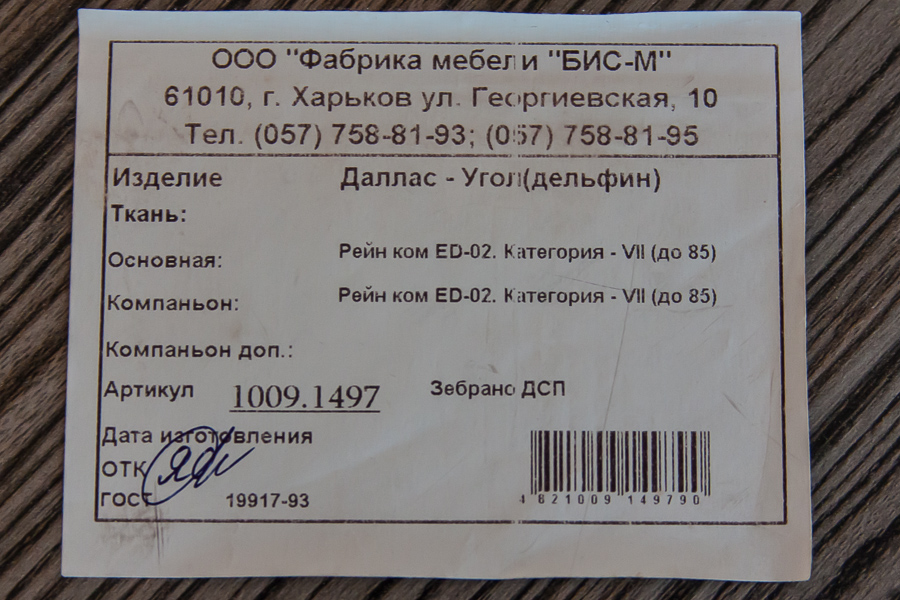 ООО "Фабрика мебели "БИС-М"
61010, г. Харьков ул. Георгиевская, 10
Тел. (057) 758-81-93; (057) 758-81-95
Изделие Даллас - Угол(дельфин)
Ткань:
Основная: Рейн ком ED-02. Категория - VII (до 85)
Компаньон: Рейн ком ED-02. Категория - VII (до 85)
Компаньон доп.:
Артикул 1009.1497 Зебрано ДСП
Дата изготовления
ОТК
ГОСТ 19917-93
4 821009 149790